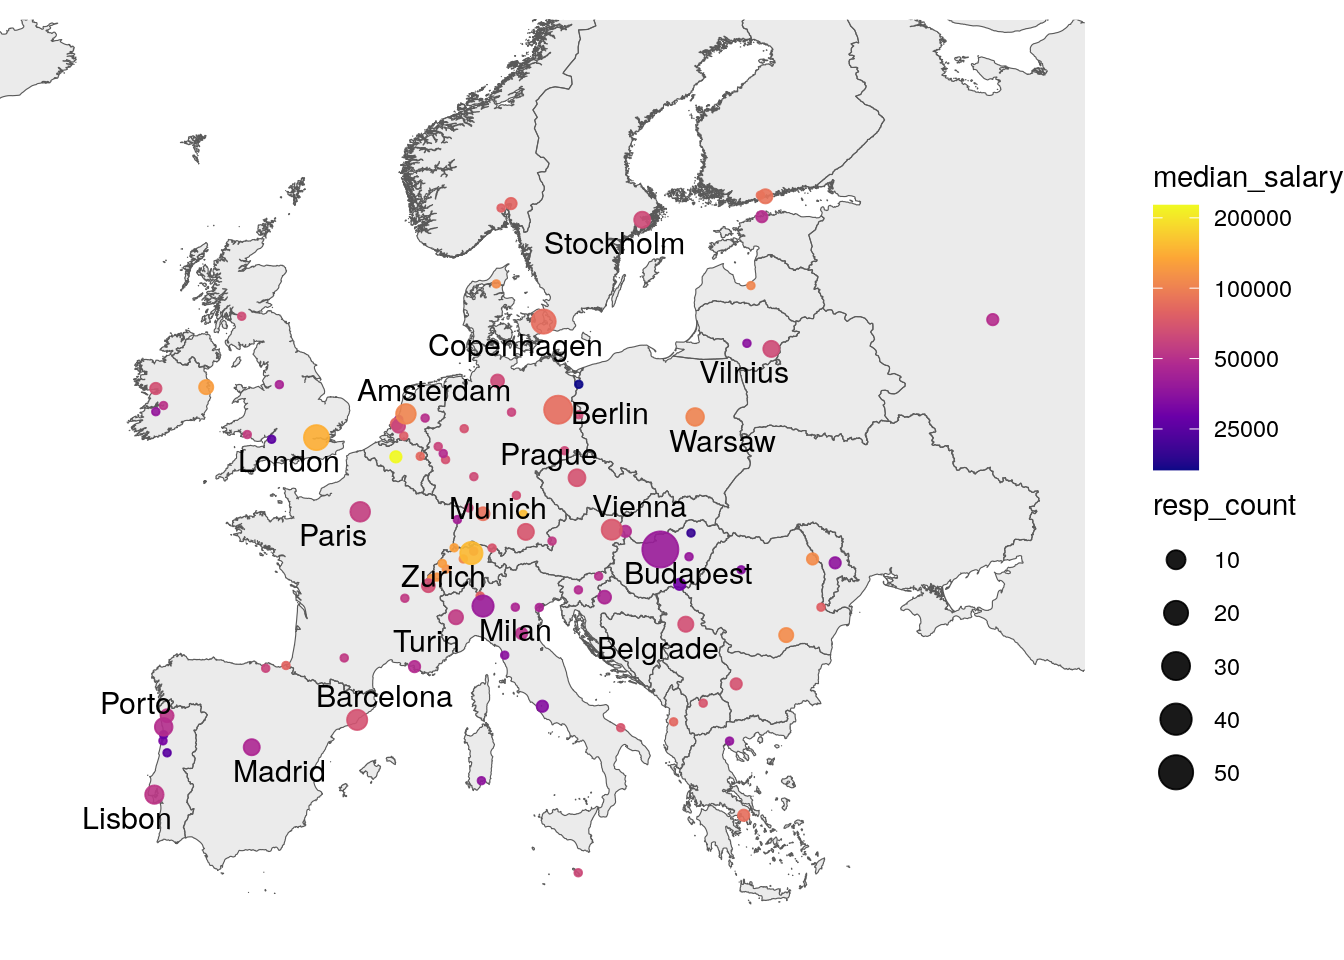 Stockholm
Copenhagen
Vilnius
Amsterdam
Berlin
Warsaw
London
Prague
Munich
Vienna
Paris
Zurich
Budapest
Turin
Milan
Belgrade
Barcelona
Porto
Madrid
Lisbon
median_salary
200000
100000
50000
25000
resp_count
10
20
30
40
50